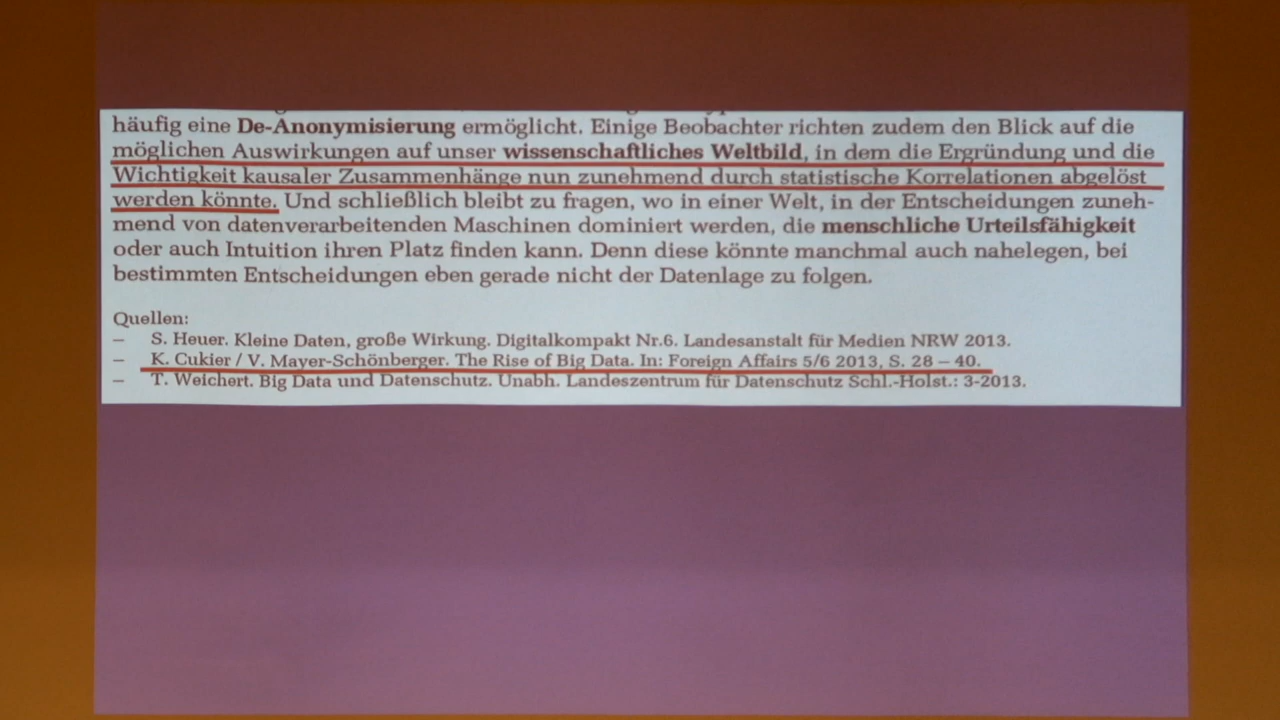 häufig eine De-Anonymisierung ermöglicht. Einige Beobachter richten zudem den Blick auf die
möglichen Auswirkungen auf unser wissenschaftliches Weltbild, in dem die Ergründung und die
Wichtigkeit kausaler Zusammenhänge nun zunehmend durch statistische Korrelationen abgelöst
werden könnte. Und schließlich bleibt zu fragen, wo in einer Welt, in der Entscheidungen zuneh-
mend von datenverarbeitenden Maschinen dominiert werden, die menschliche Urteilsfähigkeit
oder auch Intuition ihren Platz finden kann. Denn diese könnte manchmal auch nahelegen, bei
bestimmten Entscheidungen eben gerade nicht der Datenlage zu folgen.
Quellen:
– S. Heuer. Kleine Daten, große Wirkung. Digitalkompakt Nr.6. Landesanstalt für Medien NRW 2013.
– K. Cukier / V. Mayer-Schönberger. The Rise of Big Data. In: Foreign Affairs 5/6 2013, S. 28 – 40.
– T. Weichert. Big Data und Datenschutz. Unabh. Landeszentrum für Datenschutz Schl.-Holst.: 3-2013.